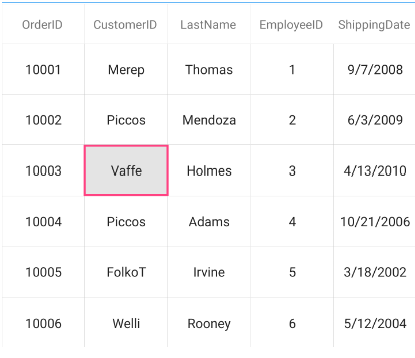 OrderID CustomerID LastName EmployeeID ShippingDate
10001 Merep Thomas 1 9/7/2008
10002 Piccos Mendoza 2 6/3/2009
10003 Vaffe Holmes 3 4/13/2010
10004 Piccos Adams 4 10/21/2006
10005 FolkoT Irvine 5 3/18/2002
10006 Welli Rooney 6 5/12/2004